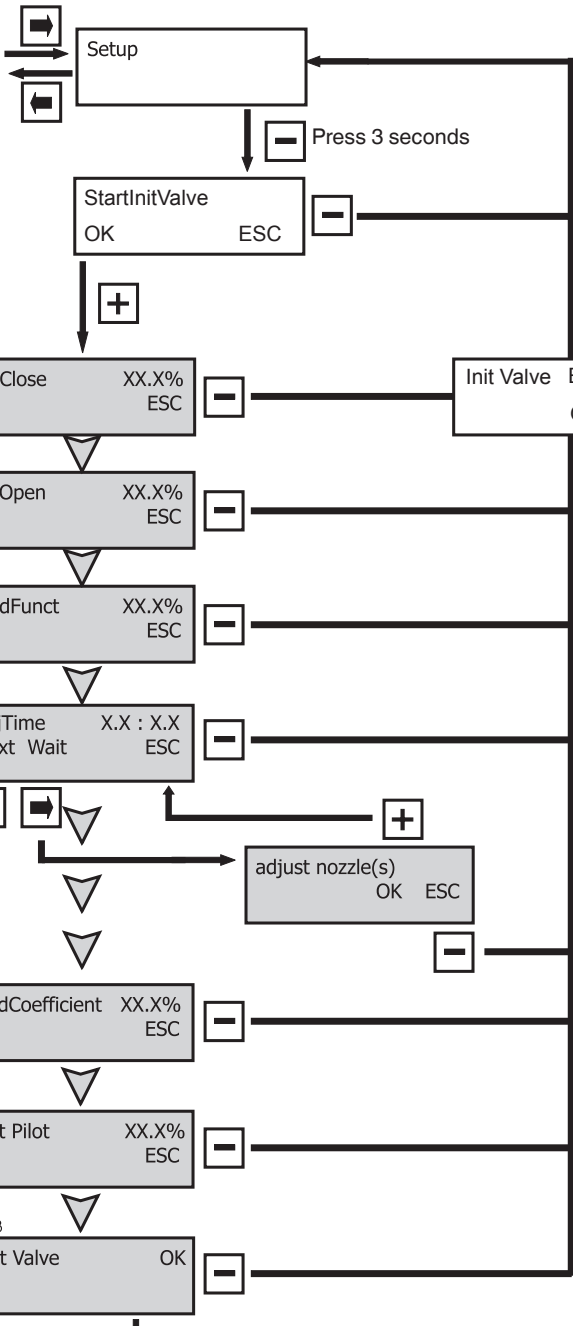 Setup
Press 3 seconds
StartInitValve
OK ESC
Close XX.X%
ESC
Init Valve
Open XX.X%
ESC
dFunct XX.X%
ESC
Time X.X : X.X
xt Wait ESC
adjust nozzle(s)
OK ESC
dCoefficient XX.X%
ESC
t Pilot XX.X%
ESC
t Valve OK